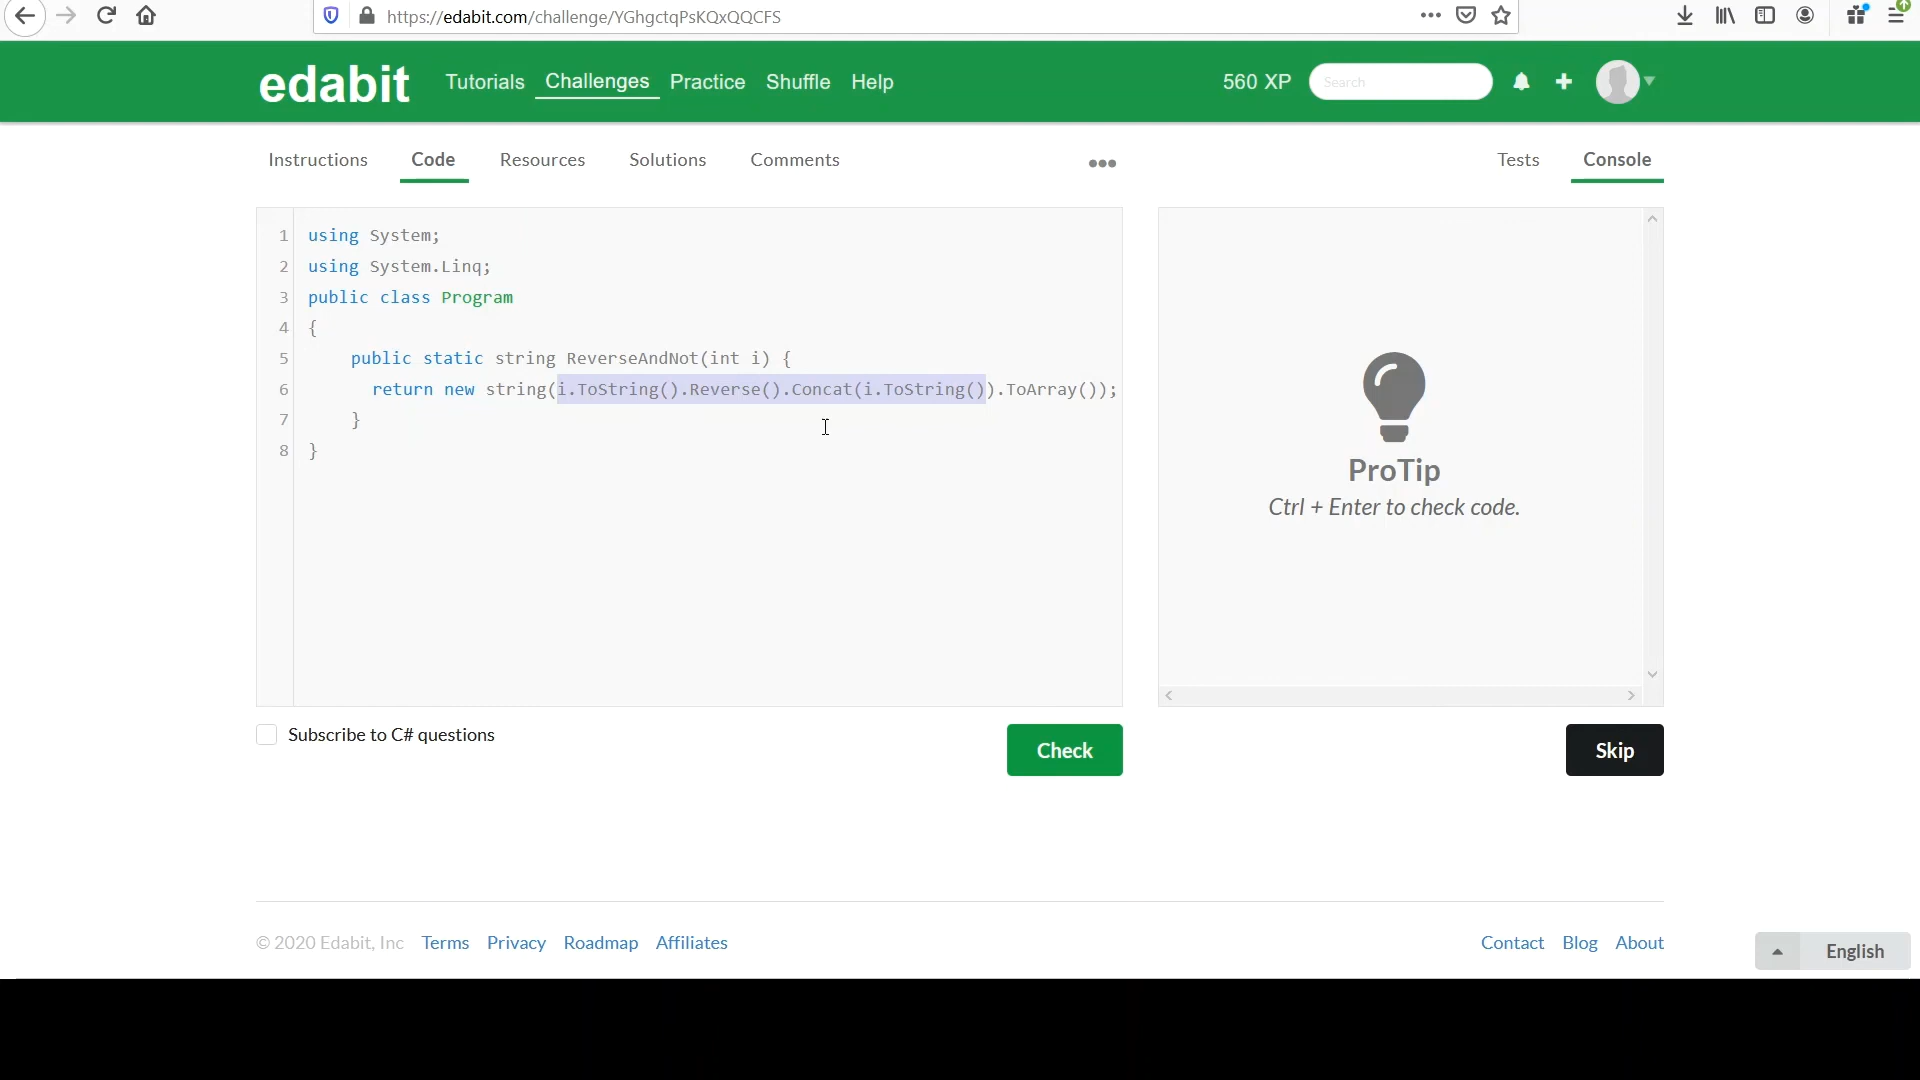 https://edabit.com/challenge/YGhgctqPsKQxQQCFS
edabit Tutorials Challenges Practice Shuffle Help 560 XP Search
Instructions Code Resources Solutions Comments Tests Console
1 using System;
2 using System.Linq;
3 public class Program
4 {
5 public static string ReverseAndNot(int i) {
6 return new string(i.ToString().Reverse().Concat(i.ToString()).ToArray());
7 }
8 }
ProTip
Ctrl + Enter to check code.
Subscribe to C# questions Check Skip
© 2020 Edabit, Inc Terms Privacy Roadmap Affiliates Contact Blog About
English